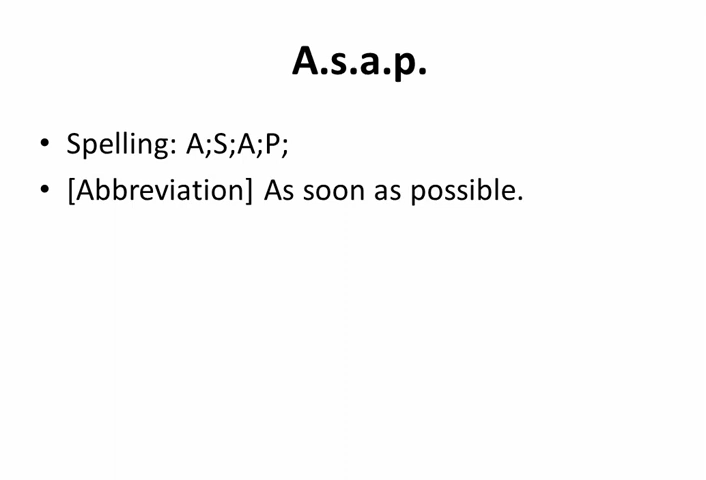 A.s.a.p.
• Spelling: A;S;A;P;
• [Abbreviation] As soon as possible.